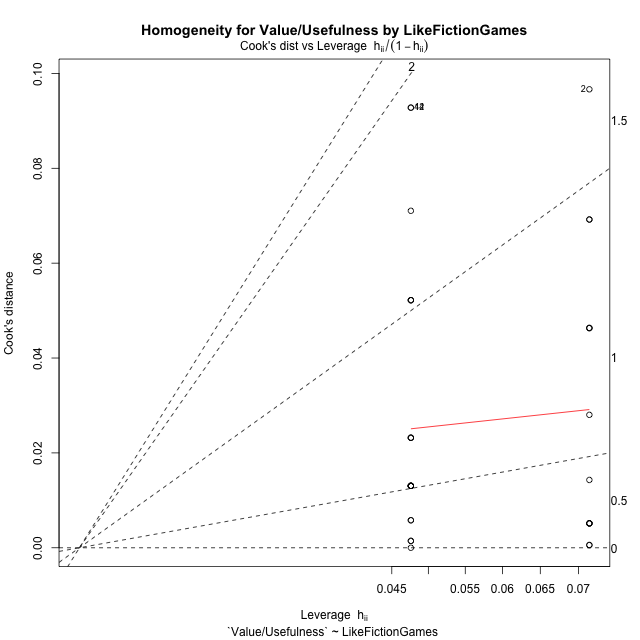 Homogeneity for Value/Usefulness by LikeFictionGames
Cook's dist vs Leverage hii/(1 − hii)
2
0.10
2
1.5
0.08
0.06
Cook's distance
0.04
1
0.02
0.5
0.00
0
0.045 0.055 0.06 0.065 0.07
Leverage hii
`Value/Usefulness` ~ LikeFictionGames